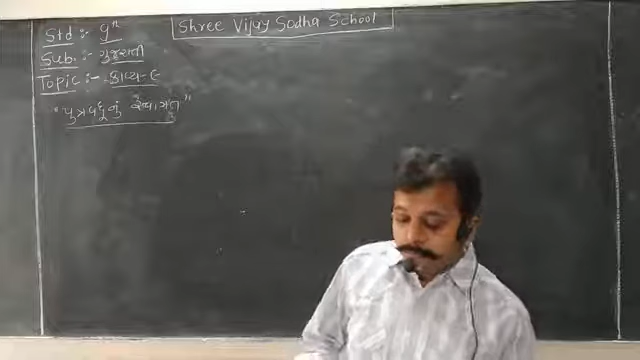 Shree Vijay Sodha School
Std :- 9th
Sub :- ગુજરાતી
Topic :- કાવ્ય-૯
"પુત્રવધૂનું સ્વાગત"